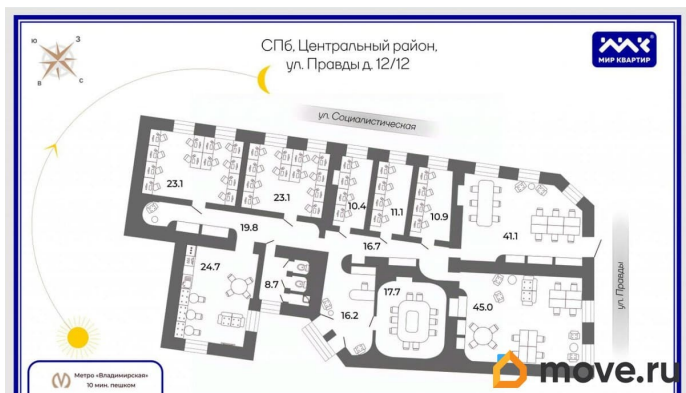 ю
з
в
с
СПб, Центральный район,
ул. Правды д. 12/12
МИР КВАРТИР
ул. Социалистическая
23.1
23.1
10.4
11.1
10.9
41.1
19.8
16.7
24.7
8.7
16.2
17.7
45.0
ул. Правды
Метро «Владимирская»
10 мин. пешком
move.ru